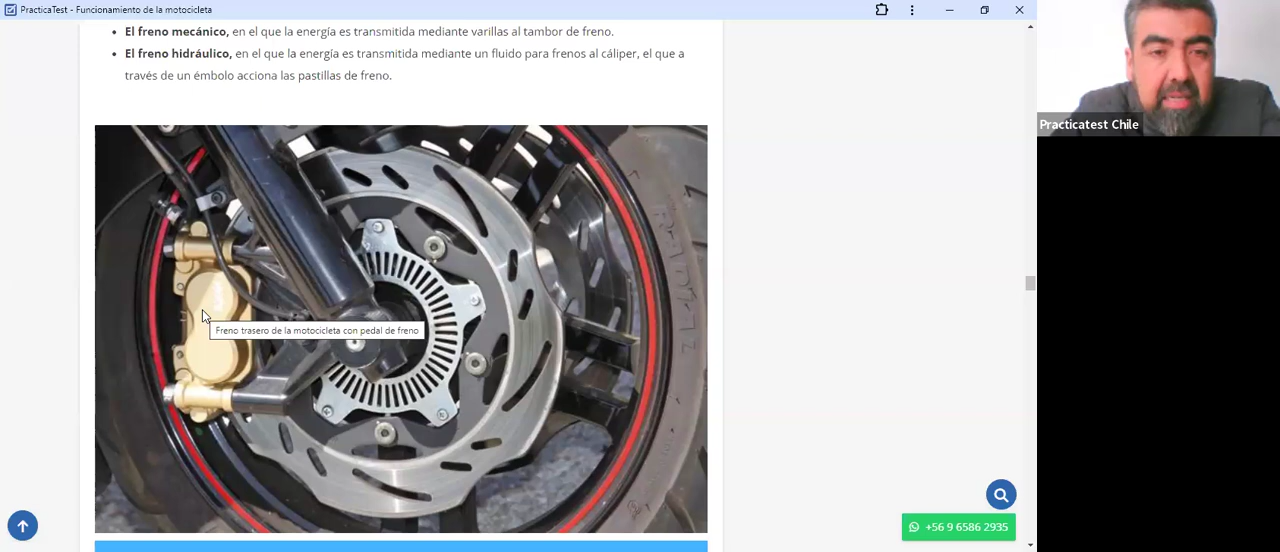 PracticaTest - Funcionamiento de la motocicleta
El freno mecánico, en el que la energía es transmitida mediante varillas al tambor de freno.
El freno hidráulico, en el que la energía es transmitida mediante un fluido para frenos al cáliper, el que a
través de un émbolo acciona las pastillas de freno.
Practicatest Chile
Freno trasero de la motocicleta con pedal de freno
+56 9 6586 2935